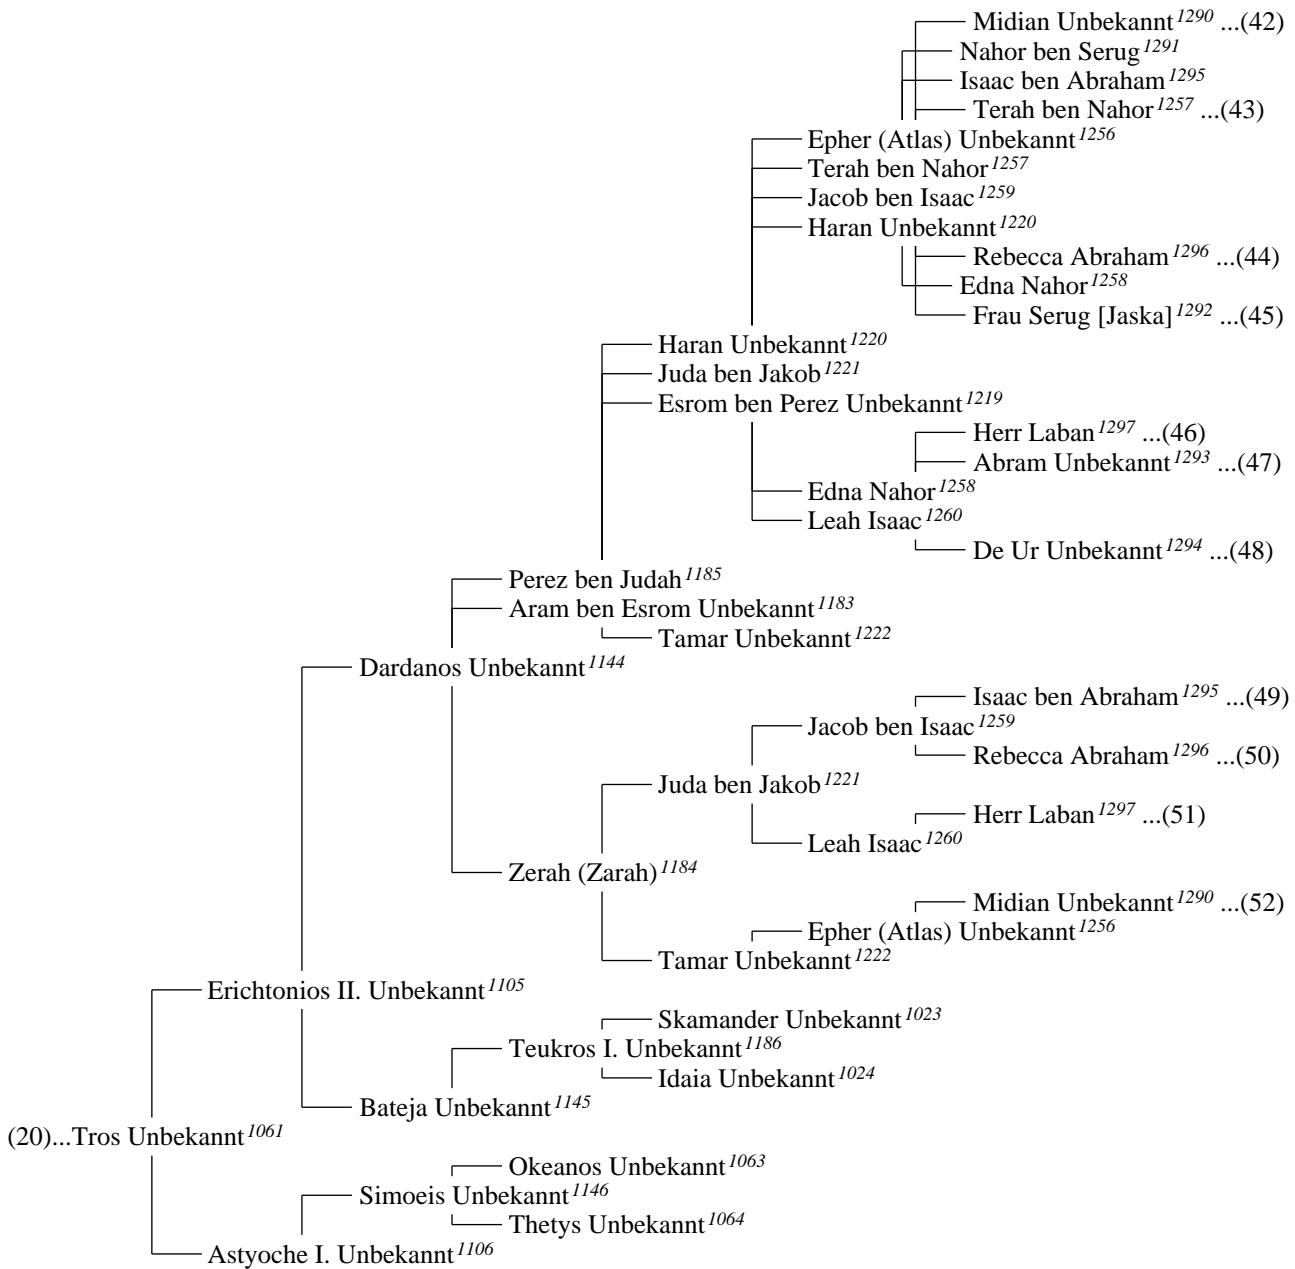 Midian Unbekannt 1290 ...(42)
Nahor ben Serug 1291
Isaac ben Abraham 1295
Terah ben Nahor 1257 ...(43)
Epher (Atlas) Unbekannt 1256
Terah ben Nahor 1257
Jacob ben Isaac 1259
Haran Unbekannt 1220
Rebecca Abraham 1296 ...(44)
Edna Nahor 1258
Frau Serug [Jaska] 1292 ...(45)
Haran Unbekannt 1220
Juda ben Jakob 1221
Esrom ben Perez Unbekannt 1219
Herr Laban 1297 ...(46)
Abram Unbekannt 1293 ...(47)
Edna Nahor 1258
Leah Isaac 1260
De Ur Unbekannt 1294 ...(48)
Perez ben Judah 1185
Aram ben Esrom Unbekannt 1183
Tamar Unbekannt 1222
Dardanos Unbekannt 1144
Isaac ben Abraham 1295 ...(49)
Jacob ben Isaac 1259
Rebecca Abraham 1296 ...(50)
Juda ben Jakob 1221
Herr Laban 1297 ...(51)
Leah Isaac 1260
Zerah (Zarah) 1184
Midian Unbekannt 1290 ...(52)
Epher (Atlas) Unbekannt 1256
Tamar Unbekannt 1222
Erichtonios II. Unbekannt 1105
Skamander Unbekannt 1023
Teukros I. Unbekannt 1186
Idaia Unbekannt 1024
Bateja Unbekannt 1145
(20)...Tros Unbekannt 1061
Okeanos Unbekannt 1063
Simoeis Unbekannt 1146
Thetys Unbekannt 1064
Astyoche I. Unbekannt 1106